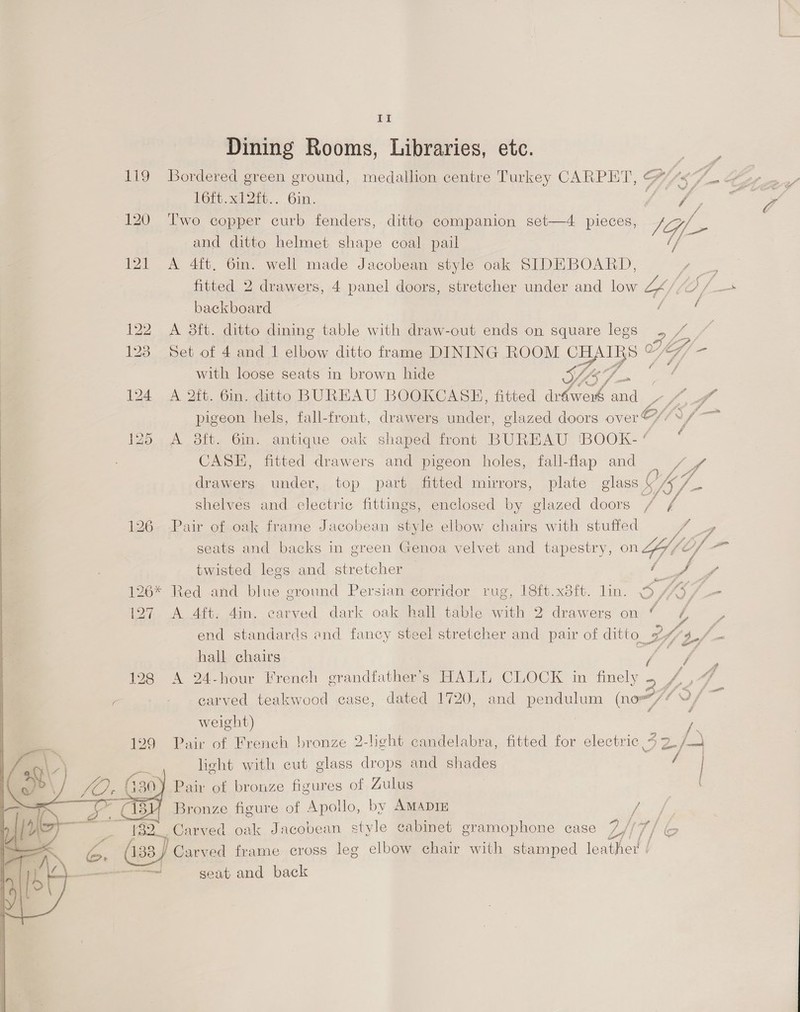 11
Dining Rooms, Libraries, etc.
119 Bordered green ground, medallion centre Turkey CARPET,
16ft.x12ft.. 6in.
120 Two copper curb fenders, ditto companion set—4 pieces,
and ditto helmet shape coal pail
121 A 4ft. 6in. well made Jacobean style oak SIDEBOARD,
fitted 2 drawers, 4 panel doors, stretcher under and low
backboard
122 A 3ft. ditto dining table with draw-out ends on square legs
123 Set of 4 and 1 elbow ditto frame DINING ROOM CHAIRS
with loose seats in brown hide
124 A 2ft. 6in. ditto BUREAU BOOKCASE, fitted drawers and
pigeon hels, fall-front, drawers under, glazed doors over
125 A 3ft. 6in. antique oak shaped front BUREAU BOOK-
CASE, fitted drawers and pigeon holes, fall-flap and
drawers under, top part fitted mirrors, plate glass
shelves and electric fittings, enclosed by glazed doors
126 Pair of oak frame Jacobean style elbow chairs with stuffed
seats and backs in green Genoa velvet and tapestry, on
twisted legs and stretcher
126* Red and blue ground Persian corridor rug, 18ft.x3ft. 1in.
127 A 4ft. 4in. carved dark oak hall table with 2 drawers on
end standards and fancy steel stretcher and pair of ditto
hall chairs
128 A 24-hour French grandfather's HALL CLOCK in finely
carved teakwood case, dated 1720, and pendulum (no
weight)
129 Pair of French bronze 2-light candelabra, fitted for electric
light with cut glass drops and shades
130 Pair of bronze figures of Zulus
131 Bronze figure of Apollo, by AMADIE
132 Carved oak Jacobean style cabinet gramophone case
133 Carved frame cross leg elbow chair with stamped leather
seat and back